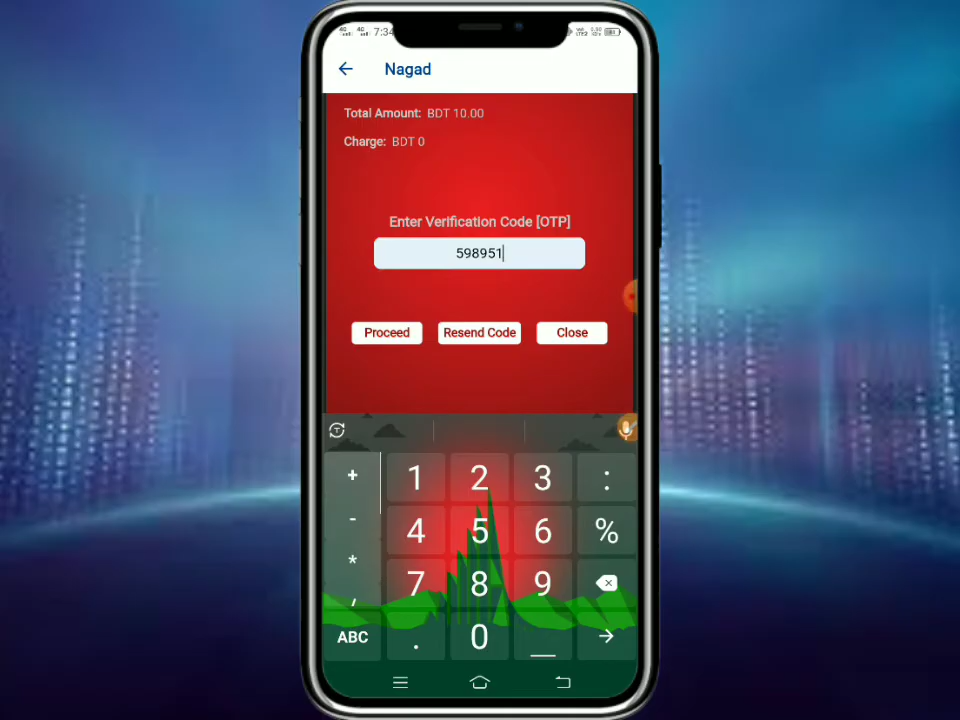 7:34
Nagad
Total Amount: BDT 10.00
Charge: BDT 0
Enter Verification Code [OTP]
598951
Proceed Resend Code Close
+ 1 2 3 :
- 4 5 6 %
* 7 8 9
/
ABC . 0 _